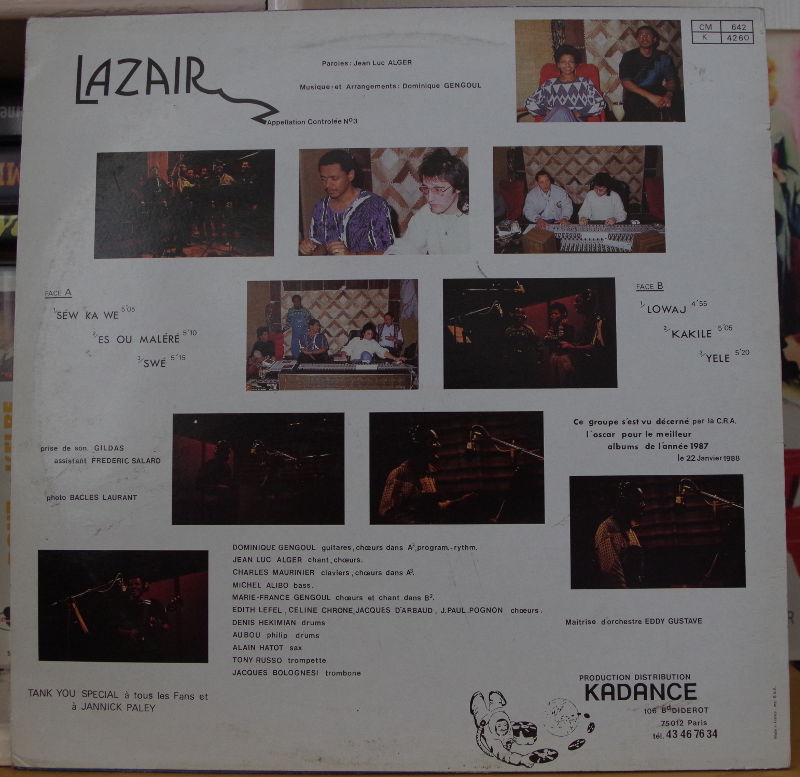 CM 642
K 4260
LAZAIR
Paroles: Jean Luc ALGER
Musique et Arrangements: Dominique GENGOUL
Appellation Controlée Nº3
FACE A
1/ SÉW KA WE 5'05
2/ ES OU MALÉRÉ 5'10
3/ SWÉ 5'15
FACE B
1/ LOWAJ 4'55
2/ KAKILE 5'05
3/ YELE 5'20
prise de son GILDAS
assistant FREDERIC SALARD
photo BACLES LAURANT
Ce groupe s'est vu décerné par la C.R.A.
l'oscar pour le meilleur
albums de l'année 1987
le 22 Janvier 1988
DOMINIQUE GENGOUL guitares, chœurs dans A², program.-rythm.
JEAN LUC ALGER chant, chœurs.
CHARLES MAURINIER claviers, chœurs dans A².
MICHEL ALIBO bass.
MARIE-FRANCE GENGOUL chœurs et chant dans B².
EDITH LEFEL, CELINE CHRONE, JACQUES D'ARBAUD, J.PAUL.POGNON chœurs.
DENIS HEKIMIAN drums
AUBOU philip drums
ALAIN HATOT sax
TONY RUSSO trompette
JACQUES BOLOGNESI trombone
Maitrise d'orchestre EDDY GUSTAVE
TANK YOU SPECIAL à tous les Fans et
à JANNICK PALEY
PRODUCTION DISTRIBUTION
KADANCE
106 Bd DIDEROT
75012 Paris
tél. 43 46 76 34